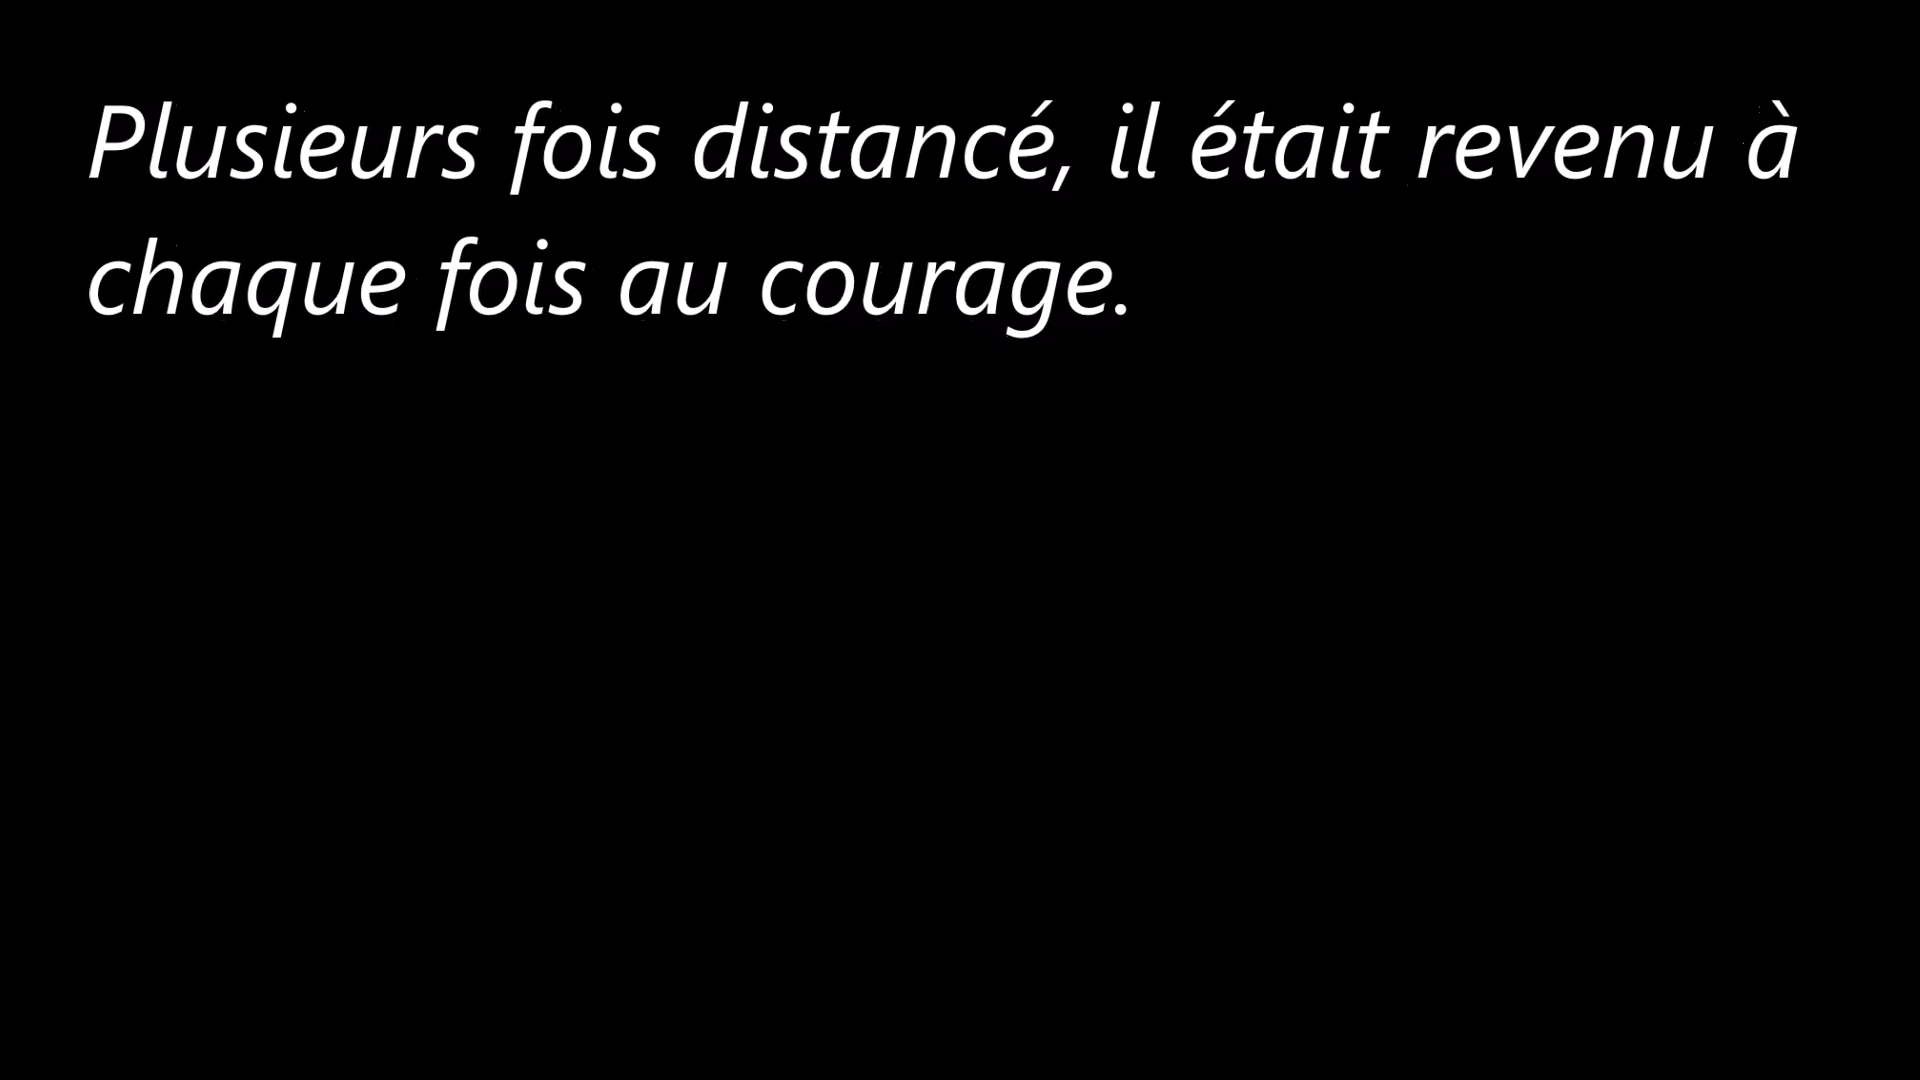 Plusieurs fois distancé, il était revenu à
chaque fois au courage.